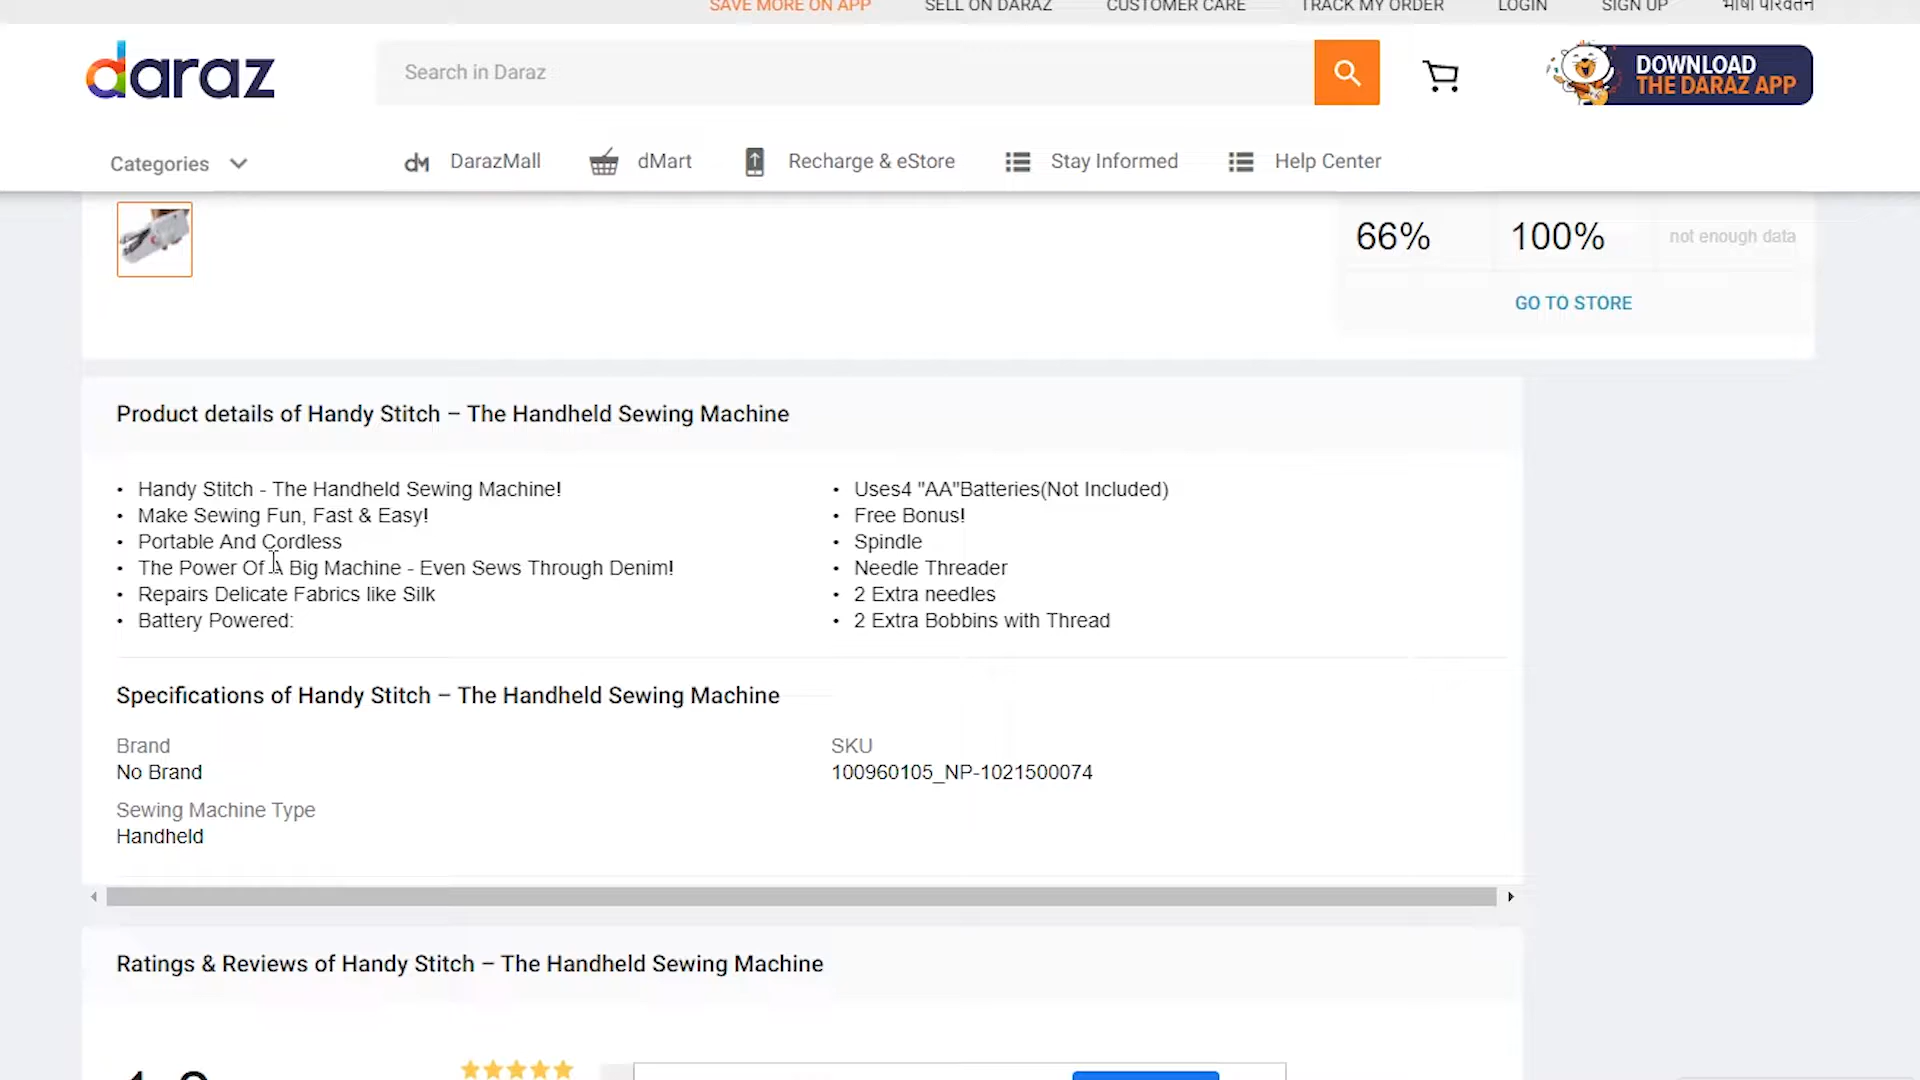 SAVE MORE ON APP SELL ON DARAZ CUSTOMER CARE TRACK MY ORDER LOGIN SIGN UP भाषा परिवर्तन
daraz
Search in Daraz
DOWNLOAD
THE DARAZ APP
Categories
DarazMall dMart Recharge & eStore Stay Informed Help Center
66% 100% not enough data
GO TO STORE
Product details of Handy Stitch – The Handheld Sewing Machine
• Handy Stitch - The Handheld Sewing Machine!
• Make Sewing Fun, Fast & Easy!
• Portable And Cordless
• The Power Of A Big Machine - Even Sews Through Denim!
• Repairs Delicate Fabrics like Silk
• Battery Powered:
• Uses4 "AA"Batteries(Not Included)
• Free Bonus!
• Spindle
• Needle Threader
• 2 Extra needles
• 2 Extra Bobbins with Thread
Specifications of Handy Stitch – The Handheld Sewing Machine
Brand
No Brand
SKU
100960105_NP-1021500074
Sewing Machine Type
Handheld
Ratings & Reviews of Handy Stitch – The Handheld Sewing Machine